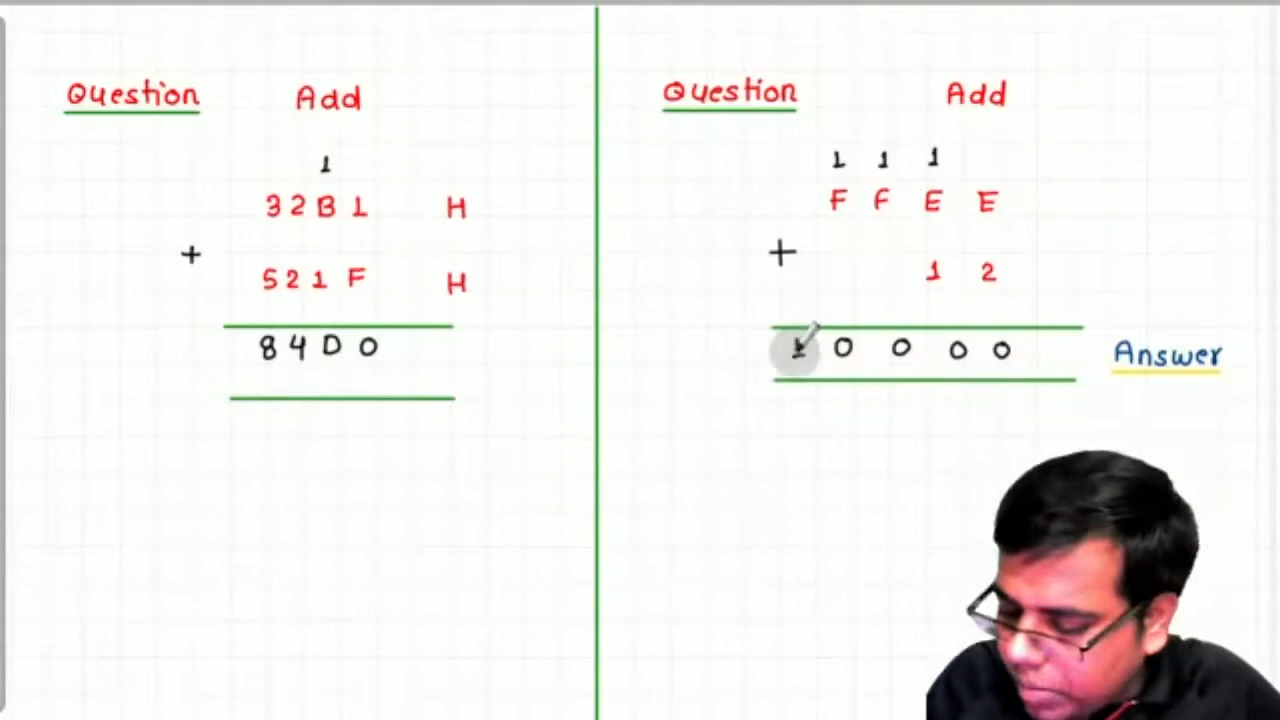 Question Add
1
32B1 H
+
521F H
84D0
Question Add
1 1 1
F F E E
+
1 2
1 0 0 0 0 Answer